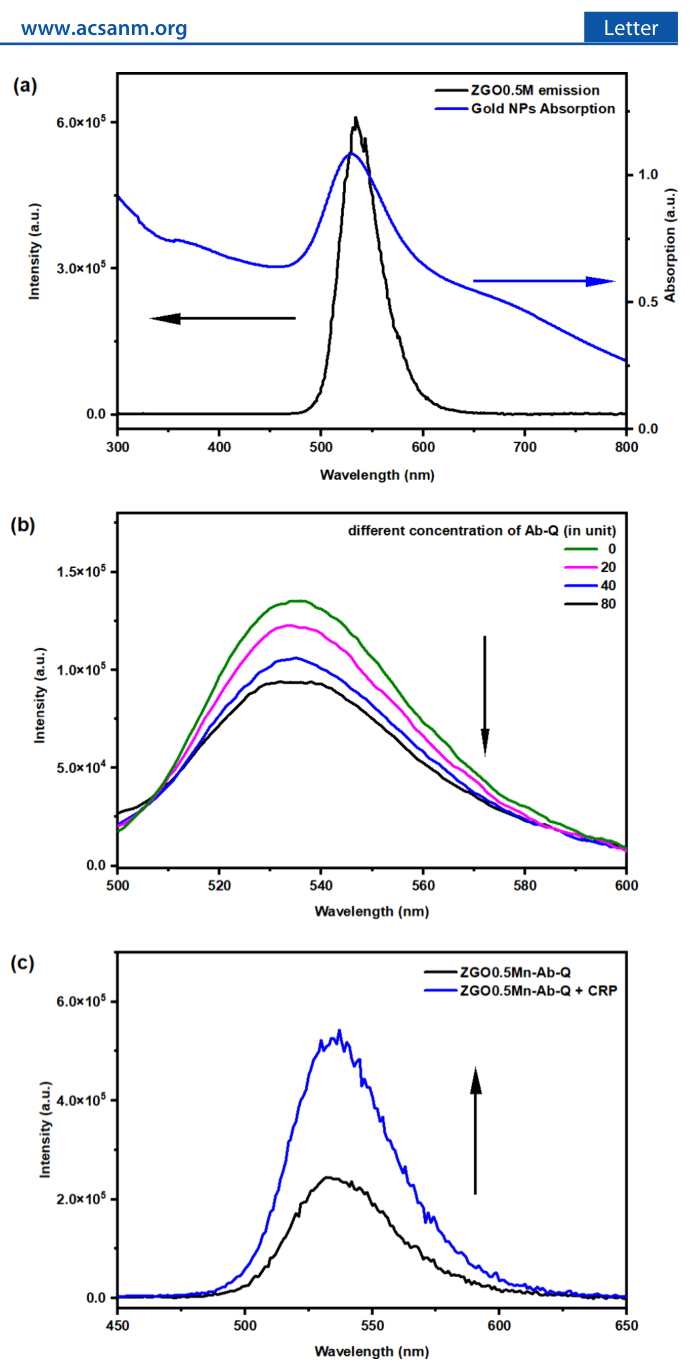 www.acsanm.org
Letter
(a)
ZGO0.5M emission
Gold NPs Absorption
6.0×10⁵
3.0×10⁵
0.0
Intensity (a.u.)
1.0
0.5
0.0
Absorption (a.u.)
300 400 500 600 700 800
Wavelength (nm)
(b)
different concentration of Ab-Q (in unit)
0
20
40
80
1.5×10⁵
1.0×10⁵
5.0×10⁴
0.0
Intensity (a.u.)
500 520 540 560 580 600
Wavelength (nm)
(c)
ZGO0.5Mn-Ab-Q
ZGO0.5Mn-Ab-Q + CRP
6.0×10⁵
4.0×10⁵
2.0×10⁵
0.0
Intensity (a.u.)
450 500 550 600 650
Wavelength (nm)